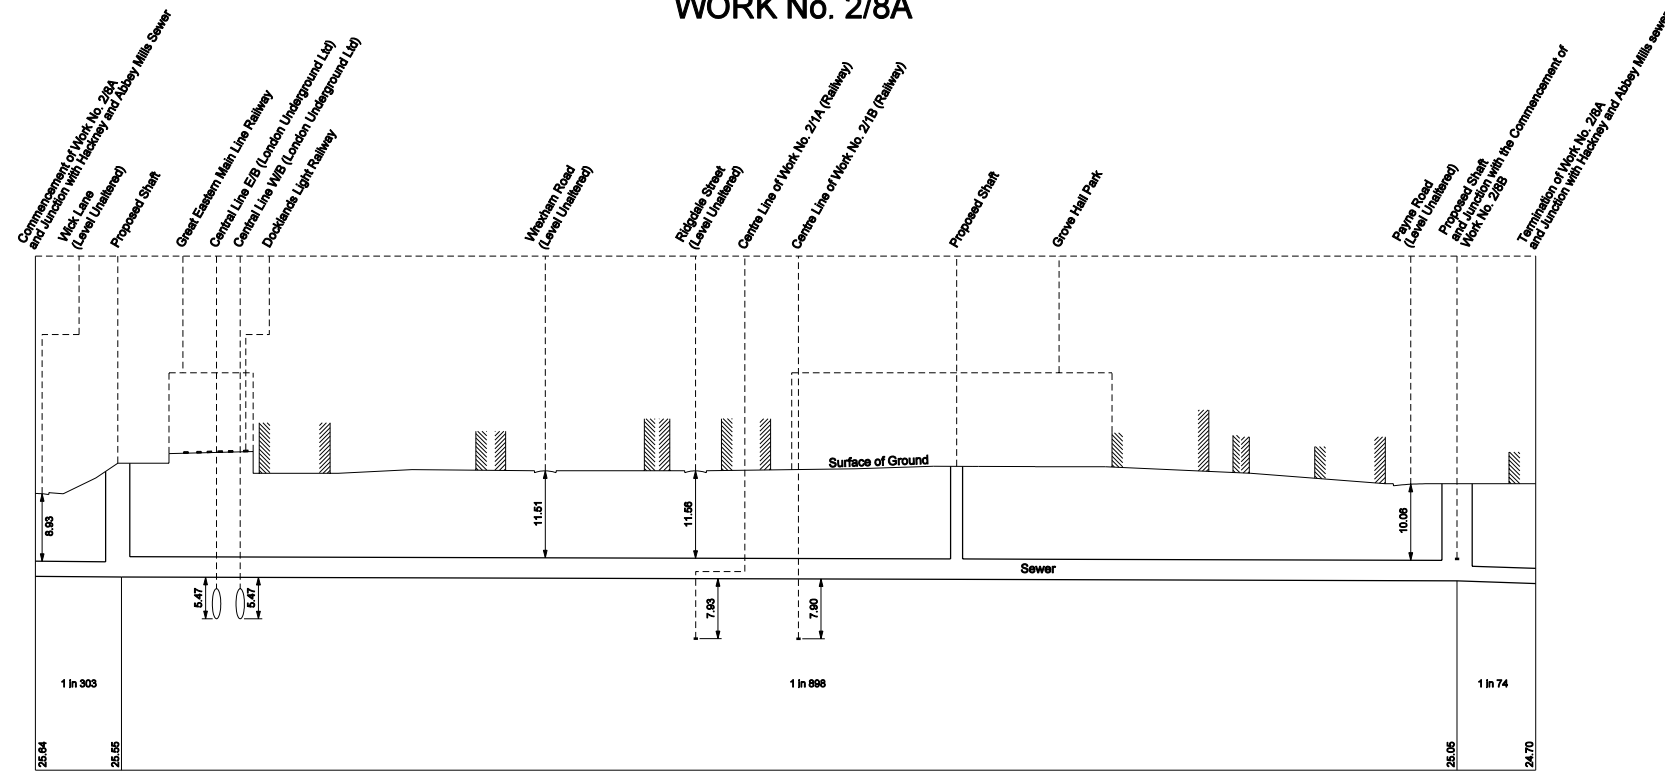 WORK No. 2/8A
Commencement of Work No. 2/8A
and Junction with Hackney and Abbey Mills Sewer
Wick Lane
(Level Unaltered)
Proposed Shaft
Great Eastern Main Line Railway
Central Line E/B (London Underground Ltd)
Central Line W/B (London Underground Ltd)
Docklands Light Railway
Wrexham Road
(Level Unaltered)
Ridgdale Street
(Level Unaltered)
Centre Line of Work No. 2/1A (Railway)
Centre Line of Work No. 2/1B (Railway)
Proposed Shaft
Grove Hall Park
Payne Road
(Level Unaltered)
Proposed Shaft
and Junction with the Commencement of
Work No. 2/8B
Termination of Work No. 2/8A
and Junction with Hackney and Abbey Mills sewer
Surface of Ground
8.93
11.51
11.56
10.06
Sewer
5.47
5.47
7.93
7.90
1 in 303
1 in 898
1 in 74
25.64
25.55
25.05
24.70